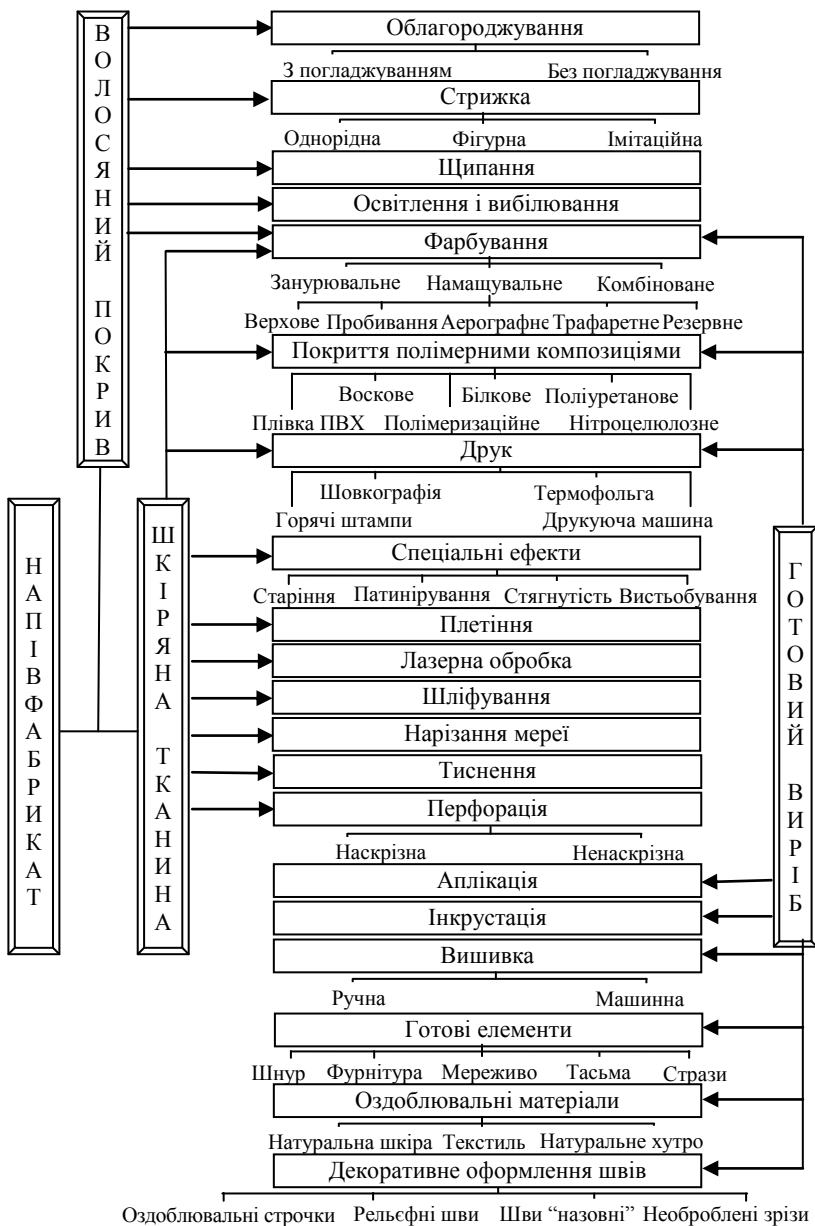 ВОЛОСЯНИЙ ПОКРИВ
НАПІВФАБРИКАТ
ШКІРЯНА ТКАНИНА
ГОТОВИЙ ВИРІБ
Облагороджування
З погладжуванням Без погладжування
Стрижка
Однорідна Фігурна Імітаційна
Щипання
Освітлення і вибілювання
Фарбування
Занурювальне Намащувальне Комбіноване
Верхове Пробивання Аерографне Трафаретне Резервне
Покриття полімерними композиціями
Воскове Білкове Поліуретанове
Плівка ПВХ Полімеризаційне Нітроцелюлозне
Друк
Шовкографія Термофольга
Горячі штампи Друкуюча машина
Спеціальні ефекти
Старіння Патинірування Стягнутість Вистьобування
Плетіння
Лазерна обробка
Шліфування
Нарізання мереї
Тиснення
Перфорація
Наскрізна Ненаскрізна
Аплікація
Інкрустація
Вишивка
Ручна Машинна
Готові елементи
Шнур Фурнітура Мереживо Тасьма Стрази
Оздоблювальні матеріали
Натуральна шкіра Текстиль Натуральне хутро
Декоративне оформлення швів
Оздоблювальні строчки Рельєфні шви Шви “назовні” Необроблені зрізи